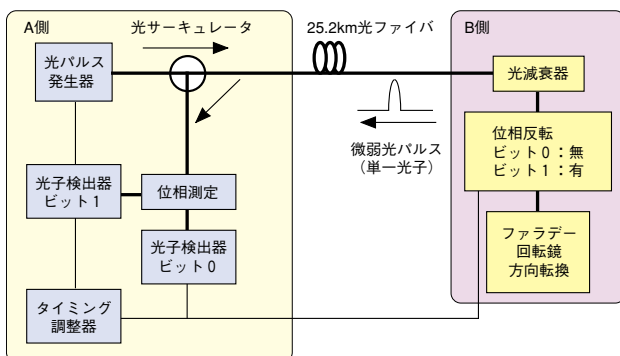 A側
光サーキュレータ
25.2km光ファイバ
B側
光パルス
発生器
光減衰器
微弱光パルス
（単一光子）
位相反転
ビット0：無
ビット1：有
光子検出器
ビット1
位相測定
光子検出器
ビット0
ファラデー
回転鏡
方向転換
タイミング
調整器